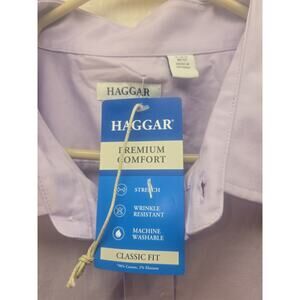 HAGGAR
HAGGAR®
PREMIUM
COMFORT
STRETCH
WRINKLE
RESISTANT
MACHINE
WASHABLE
CLASSIC FIT